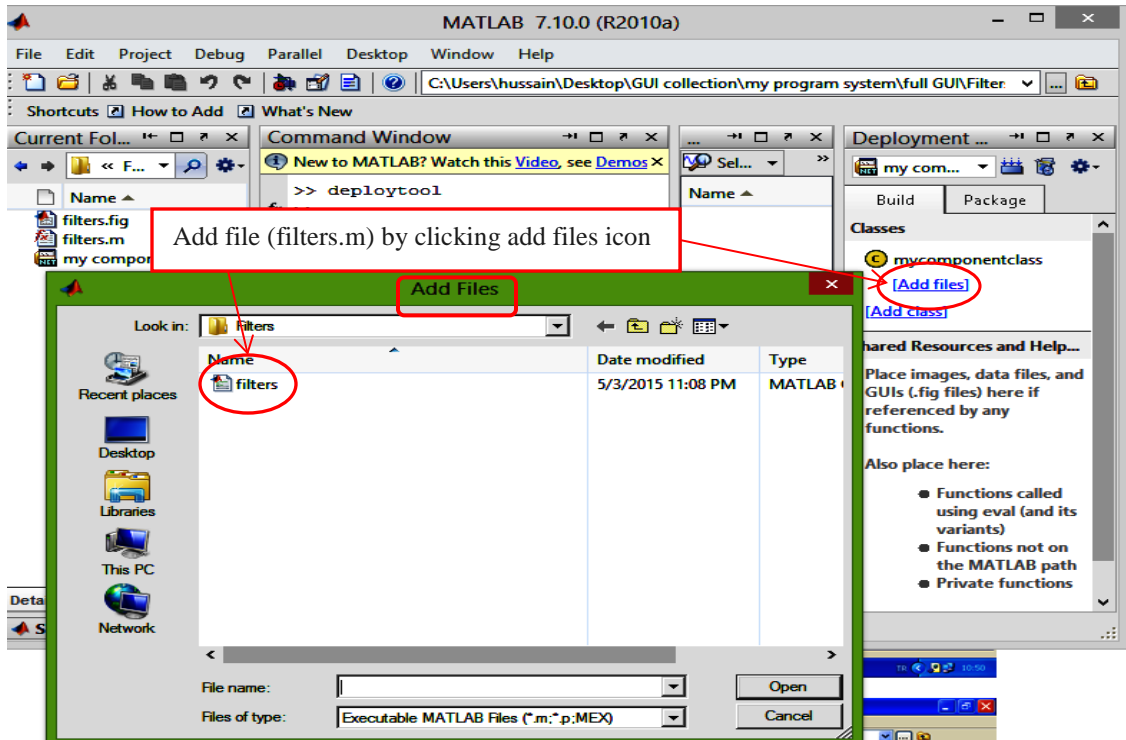 MATLAB 7.10.0 (R2010a)
File Edit Project Debug Parallel Desktop Window Help
C:\Users\hussain\Desktop\GUI collection\my program system\full GUI\Filter
Shortcuts How to Add What's New
Current Fol...
Command Window
...
Deployment ...
« F...
New to MATLAB? Watch this Video, see Demos
Sel...
»
my com...
Name
>> deploytool
Name
Build Package
filters.fig
filters.m
my compor
Add file (filters.m) by clicking add files icon
Classes
mycomponentclass
[Add files]
[Add class]
hared Resources and Help...
Place images, data files, and
GUIs (.fig files) here if
referenced by any
functions.
Also place here:
Functions called
using eval (and its
variants)
Functions not on
the MATLAB path
Private functions
Add Files
Look in: Filters
Name Date modified Type
filters 5/3/2015 11:08 PM MATLAB
Recent places
Desktop
Libraries
This PC
Network
File name: Open
Files of type: Executable MATLAB Files (*.m;*.p;MEX) Cancel
Deta
S
TR 10:50